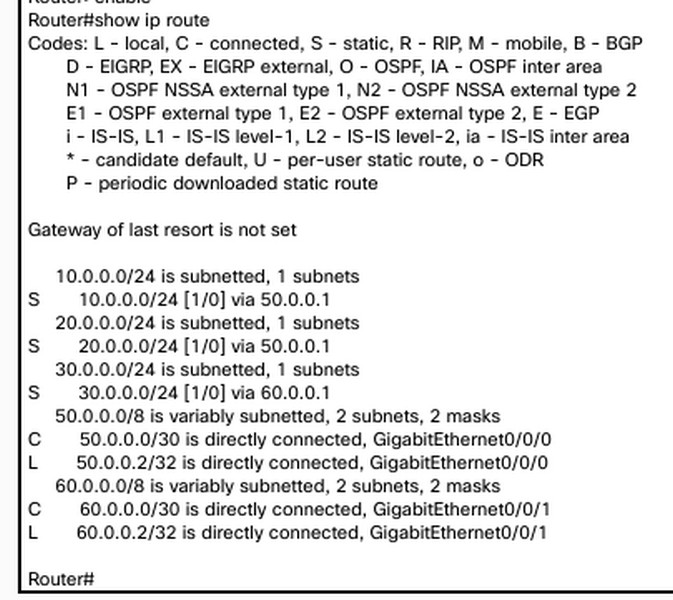 Router>enable
Router#show ip route
Codes: L - local, C - connected, S - static, R - RIP, M - mobile, B - BGP
D - EIGRP, EX - EIGRP external, O - OSPF, IA - OSPF inter area
N1 - OSPF NSSA external type 1, N2 - OSPF NSSA external type 2
E1 - OSPF external type 1, E2 - OSPF external type 2, E - EGP
i - IS-IS, L1 - IS-IS level-1, L2 - IS-IS level-2, ia - IS-IS inter area
* - candidate default, U - per-user static route, o - ODR
P - periodic downloaded static route
Gateway of last resort is not set
10.0.0.0/24 is subnetted, 1 subnets
S 10.0.0.0/24 [1/0] via 50.0.0.1
20.0.0.0/24 is subnetted, 1 subnets
S 20.0.0.0/24 [1/0] via 50.0.0.1
30.0.0.0/24 is subnetted, 1 subnets
S 30.0.0.0/24 [1/0] via 60.0.0.1
50.0.0.0/8 is variably subnetted, 2 subnets, 2 masks
C 50.0.0.0/30 is directly connected, GigabitEthernet0/0/0
L 50.0.0.2/32 is directly connected, GigabitEthernet0/0/0
60.0.0.0/8 is variably subnetted, 2 subnets, 2 masks
C 60.0.0.0/30 is directly connected, GigabitEthernet0/0/1
L 60.0.0.2/32 is directly connected, GigabitEthernet0/0/1
Router#